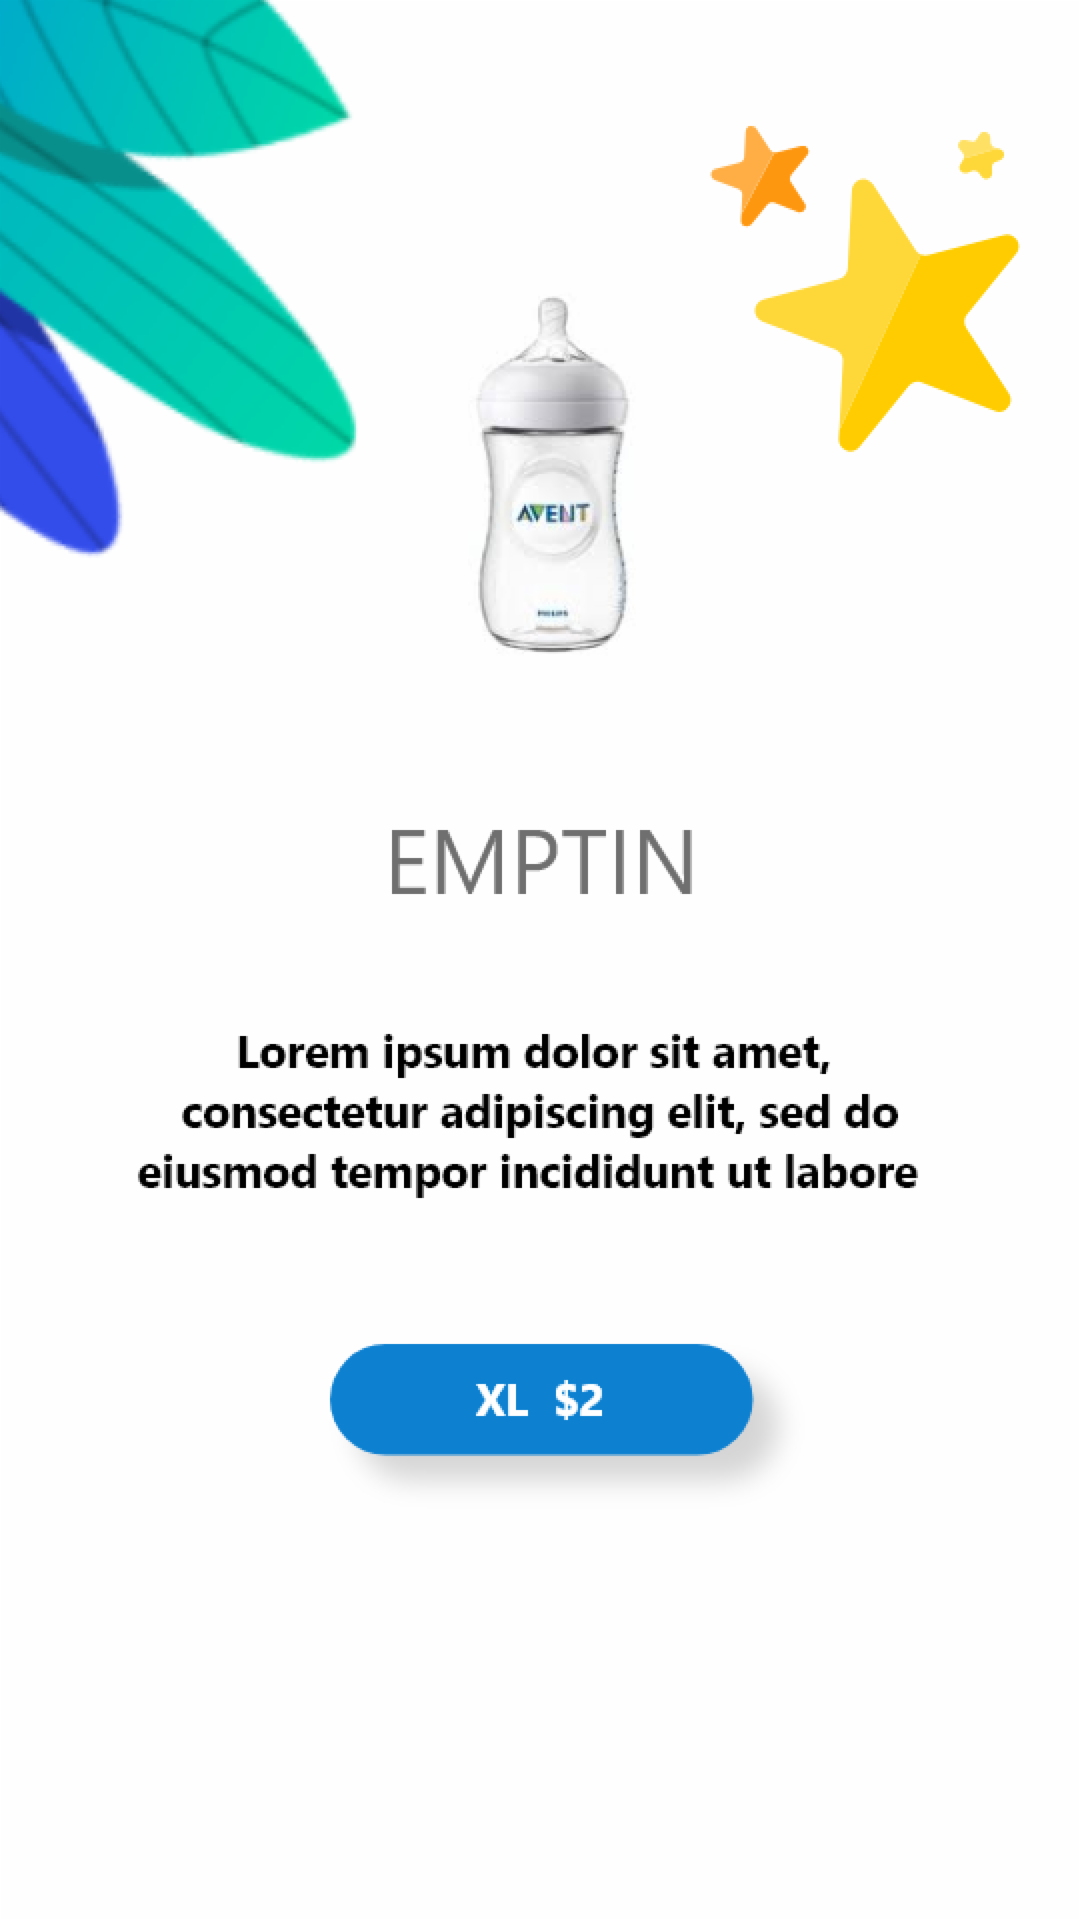 AVENT
PHILIPS
EMPTIN
Lorem ipsum dolor sit amet,
consectetur adipiscing elit, sed do
eiusmod tempor incididunt ut labore
XL $2